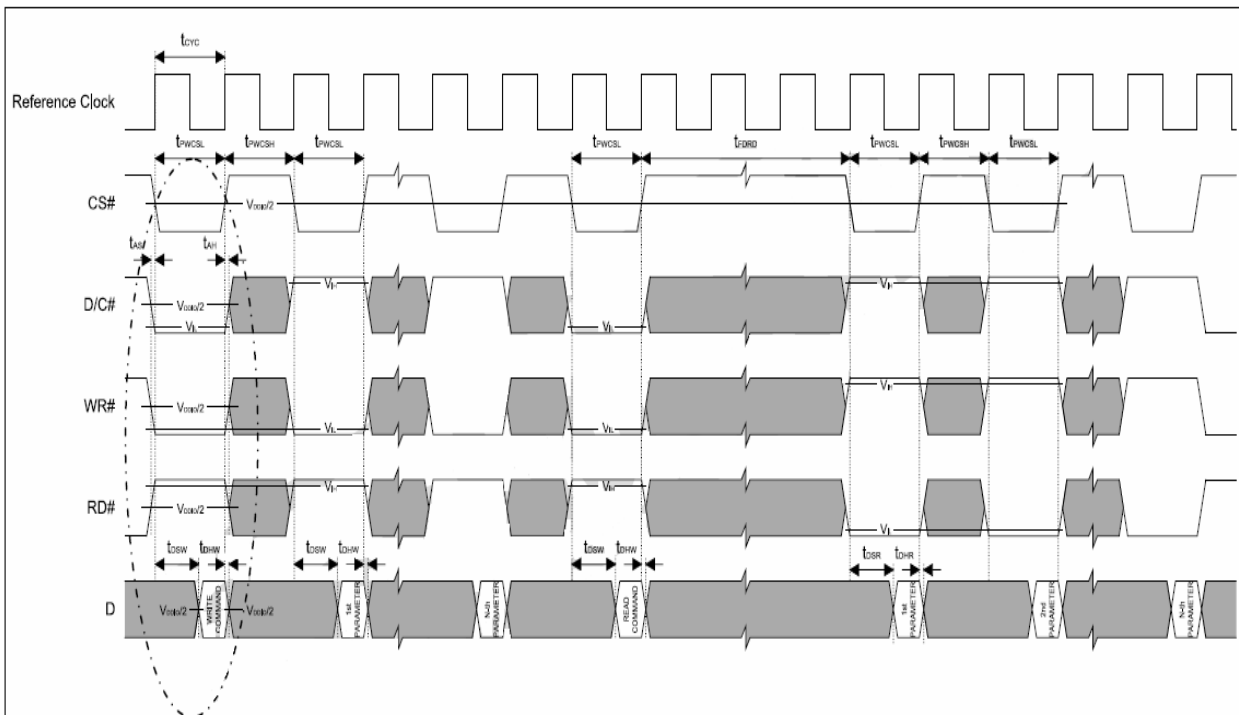 tCYC
Reference Clock
tPWCSL tPWCSH tPWCSL tPWCSL tFDRD tPWCSL tPWCSH tPWCSL
CS# VDDIO/2
tAS tAH
D/C# VDDIO/2 VIH VIH
VIL VIL
WR# VDDIO/2 VIH
VIL VIL
RD# VIH VIH
VDDIO/2 VIL
tDSW tDHW tDSW tDHW tDSW tDHW tDSR tDHR
D VDDIO/2 WRITE COMMAND VDDIO/2 1st PARAMETER N-th PARAMETER READ COMMAND 1st PARAMETER 2nd PARAMETER N-th PARAMETER